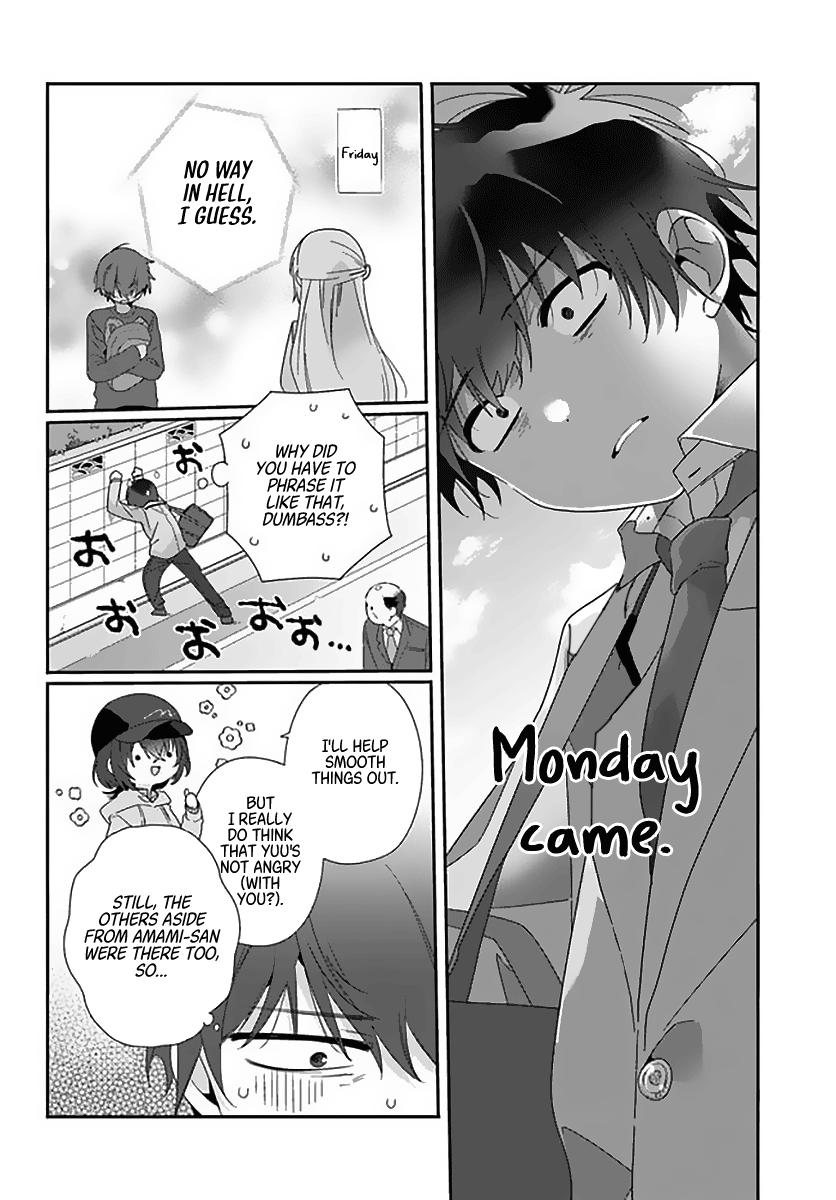 Monday
came.
Friday
NO WAY
IN HELL,
I GUESS.
WHY DID
YOU HAVE TO
PHRASE IT
LIKE THAT,
DUMBASS?!
お
お
お
お
お
お...
I'LL HELP
SMOOTH
THINGS OUT.
BUT
I REALLY
DO THINK
THAT YUU'S
NOT ANGRY
(WITH
YOU?).
STILL, THE
OTHERS ASIDE
FROM AMAMI-SAN
WERE THERE TOO,
SO...